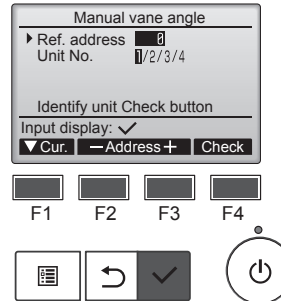 Manual vane angle
Ref. address 0
Unit No. 1/2/3/4
Identify unit Check button
Input display: ✓
▼Cur. −Address+ Check
F1 F2 F3 F4